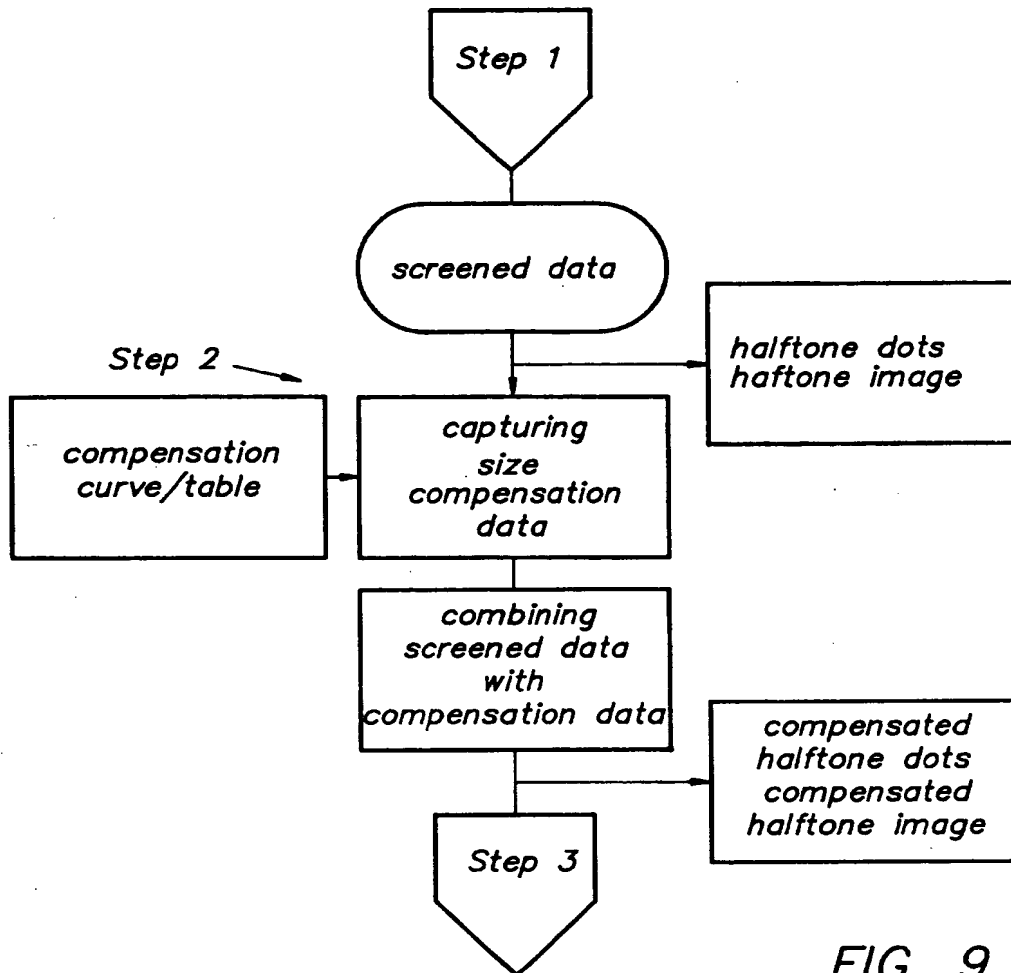 Step 1
screened data
halftone dots
haftone image
Step 2
compensation
curve/table
capturing
size
compensation
data
combining
screened data
with
compensation data
compensated
halftone dots
compensated
halftone image
Step 3
FIG. 9